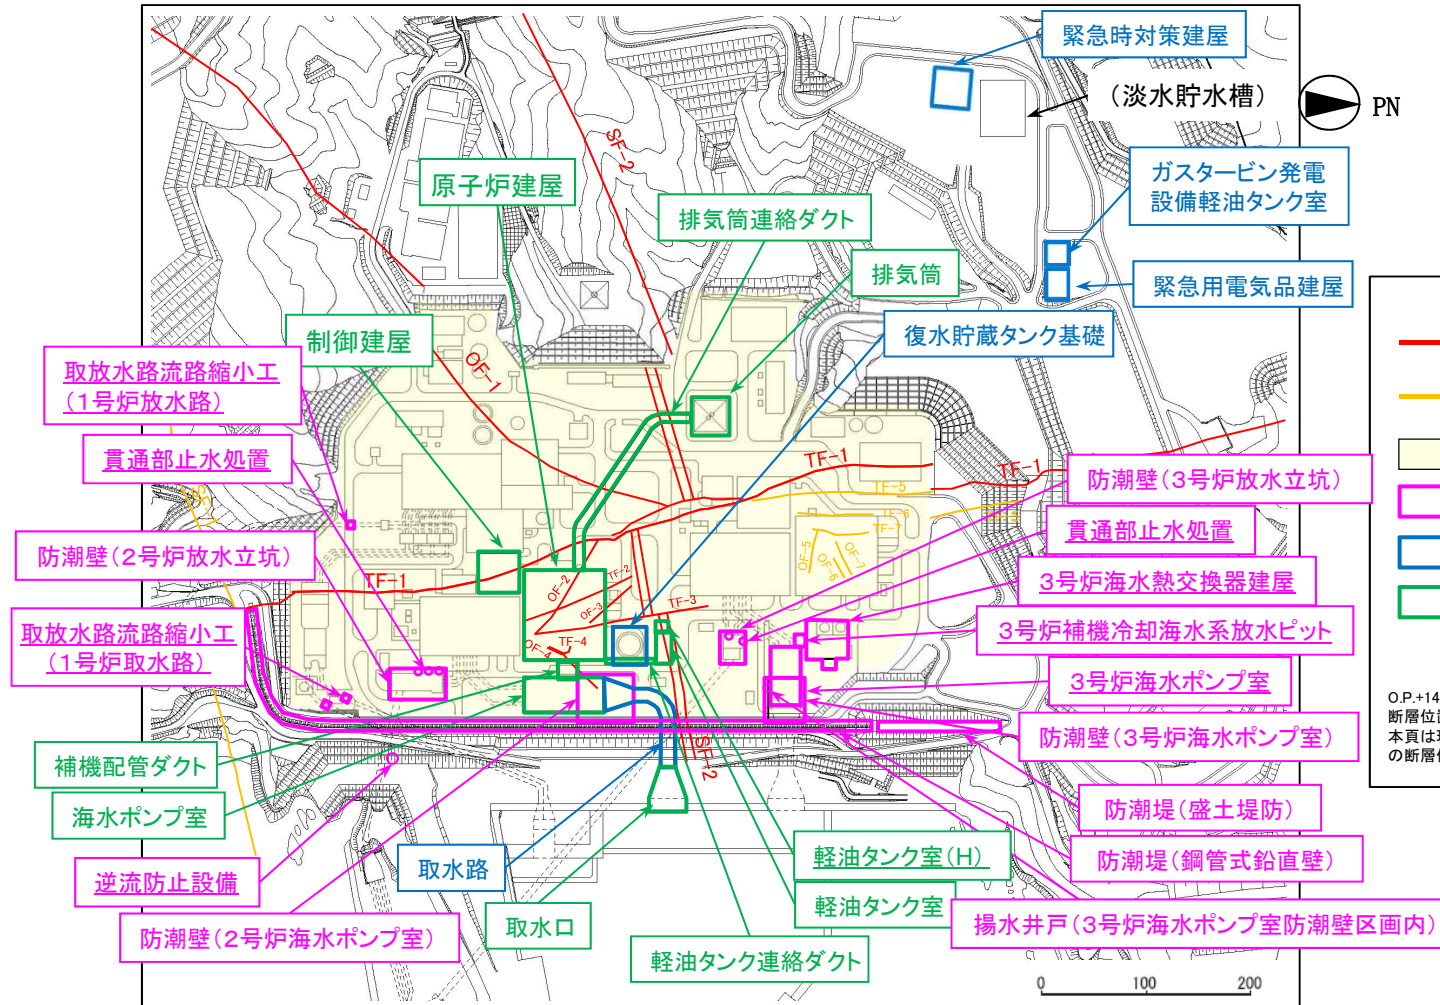 緊急時対策建屋
(淡水貯水槽)
PN
SF-2
原子炉建屋
ガスタービン発電
設備軽油タンク室
排気筒連絡ダクト
排気筒
緊急用電気品建屋
制御建屋
復水貯蔵タンク基礎
取放水路流路縮小工
(1号炉放水路)
OF-1
貫通部止水処置
TF-1
TF-1
防潮壁(3号炉放水立坑)
TF-5
TF-6
TF-7
貫通部止水処置
防潮壁(2号炉放水立坑)
OF-5
OF-7
OF-6
3号炉海水熱交換器建屋
TF-1
OF-2
TF-2
OF-3
TF-3
取放水路流路縮小工
(1号炉取水路)
TF-4
OF-4
3号炉補機冷却海水系放水ピット
3号炉海水ポンプ室
O.P.+14
断層位
本頁は
の断層
防潮壁(3号炉海水ポンプ室)
補機配管ダクト
SF-2
海水ポンプ室
防潮堤(盛土堤防)
取水路
軽油タンク室(H)
防潮堤(鋼管式鉛直壁)
逆流防止設備
軽油タンク室
取水口
揚水井戸(3号炉海水ポンプ室防潮壁区画内)
防潮壁(2号炉海水ポンプ室)
軽油タンク連絡ダクト
0 100 200